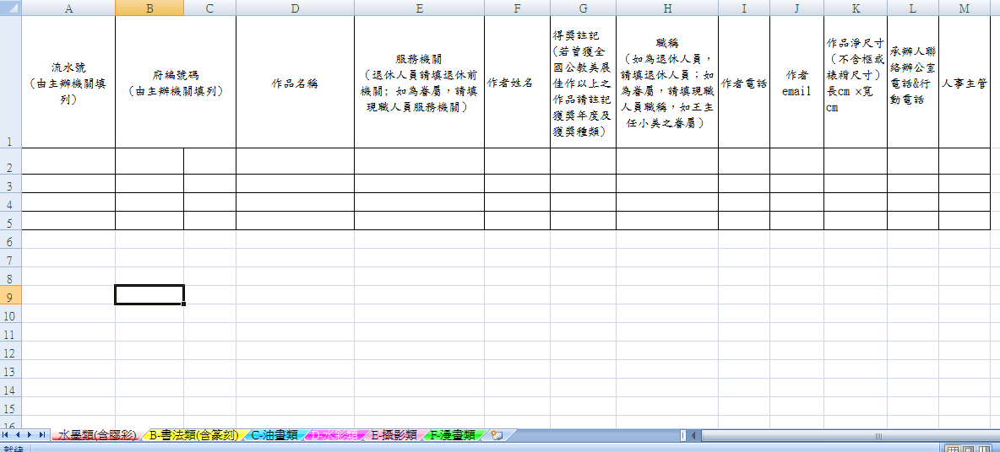 A B C D E F G H I J K L M
流水號
（由主辦機關填
列）
府編號碼
（由主辦機關填列）
作品名稱
服務機關
（退休人員請填退休前
機關；如為眷屬，請填
現職人員服務機關）
作者姓名
得獎註記
(若曾獲全
國公教美展
佳作以上之
作品請註記
獲獎年度及
獲獎種類)
職稱
（如為退休人員，
請填退休人員；如
為眷屬，請填現職
人員職稱，如王主
任小美之眷屬）
作者電話
作者
email
作品淨尺寸
（不含框或
裱褙尺寸）
長cm ×寬
cm
承辦人聯
絡辦公室
電話&行
動電話
人事主管
1
2
3
4
5
6
7
8
9
10
11
12
13
14
15
16
水墨類(含膠彩) B-書法類(含篆刻) C-油畫類 D-水彩類 E-攝影類 F-漫畫類
就緒